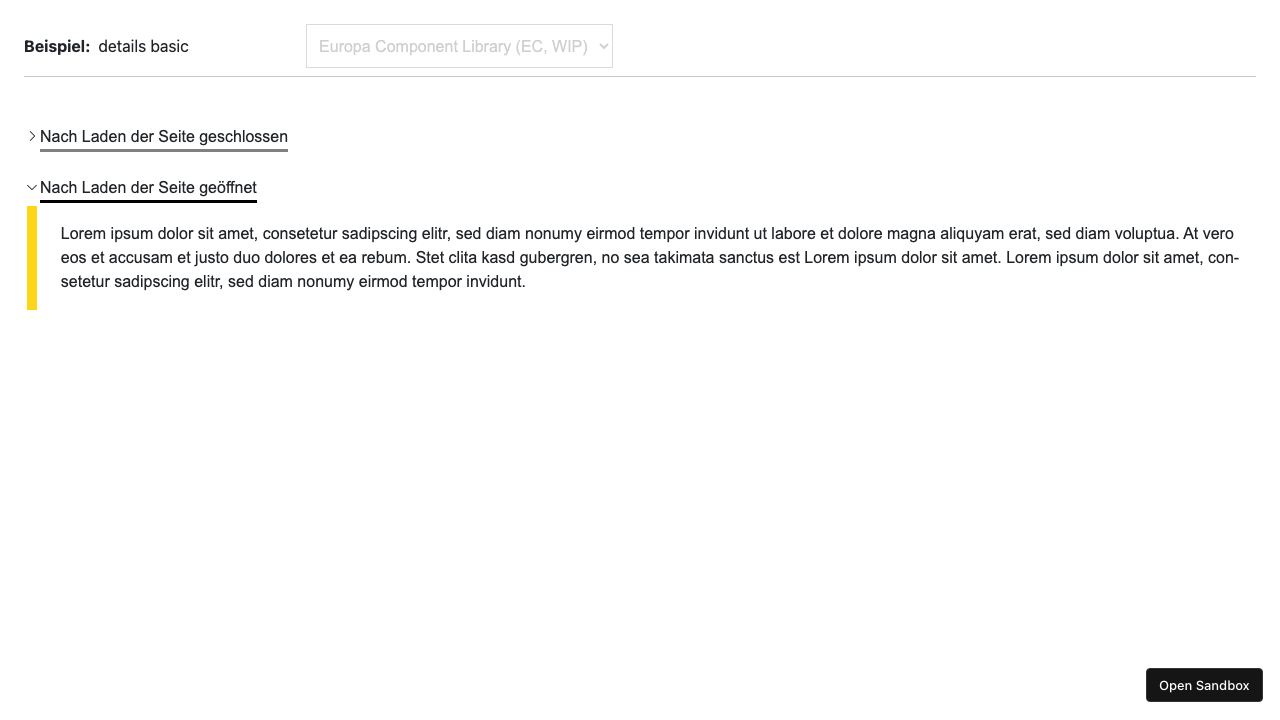 Beispiel: details basic
Europa Component Library (EC, WIP)
Nach Laden der Seite geschlossen
Nach Laden der Seite geöffnet
Lorem ipsum dolor sit amet, consetetur sadipscing elitr, sed diam nonumy eirmod tempor invidunt ut labore et dolore magna aliquyam erat, sed diam voluptua. At vero
eos et accusam et justo duo dolores et ea rebum. Stet clita kasd gubergren, no sea takimata sanctus est Lorem ipsum dolor sit amet. Lorem ipsum dolor sit amet, con-
setetur sadipscing elitr, sed diam nonumy eirmod tempor invidunt.
Open Sandbox